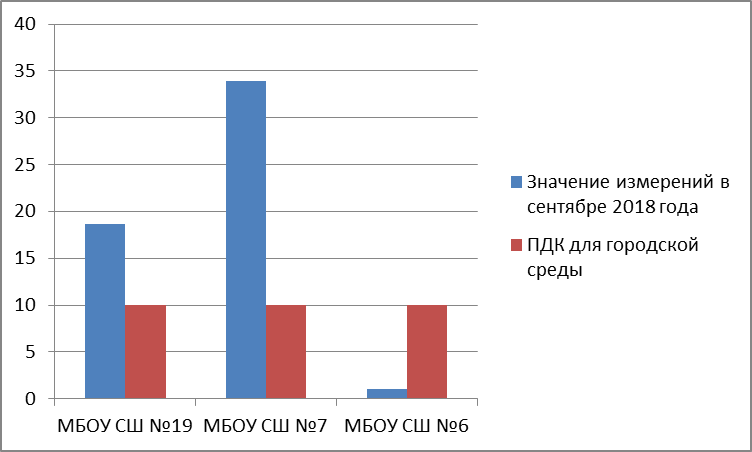 40
35
30
25
20
15
10
5
0
МБОУ СШ №19 МБОУ СШ №7 МБОУ СШ №6
Значение измерений в
сентябре 2018 года
ПДК для городской
среды